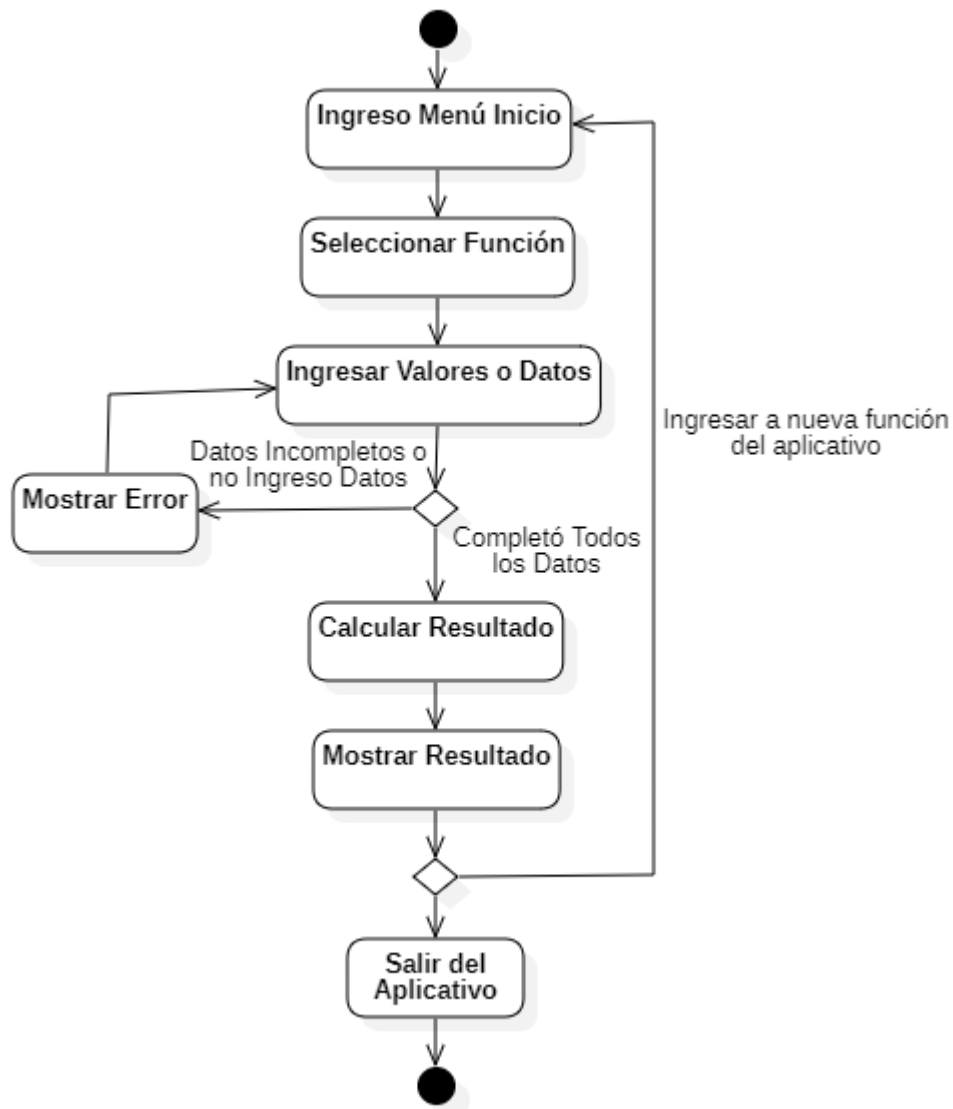 Ingreso Menú Inicio
Seleccionar Función
Ingresar Valores o Datos
Ingresar a nueva función
del aplicativo
Datos Incompletos o
no Ingreso Datos
Mostrar Error
Completó Todos
los Datos
Calcular Resultado
Mostrar Resultado
Salir del
Aplicativo